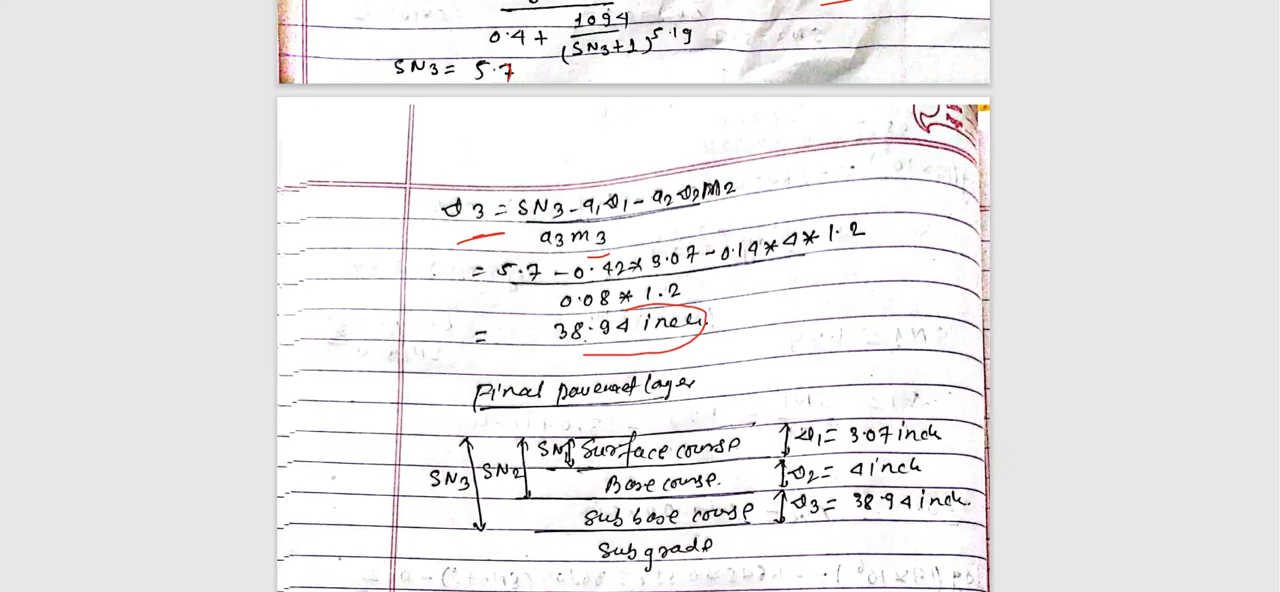 1094
0.4 + (SN3+1)^5.19
SN3 = 5.7
Date
Page
D3 = SN3 - a1D1 - a2D2M2
a3m3
= 5.7 - 0.42* 3.07 - 0.14*4*1.2
0.08 * 1.2
= 38.94 inch.
Final pavement layer
SN3 SN2 SN1 Surface course D1 = 3.07 inch
Base course. D2 = 4 inch
Sub base course D3 = 38.94 inch.
Subgrade